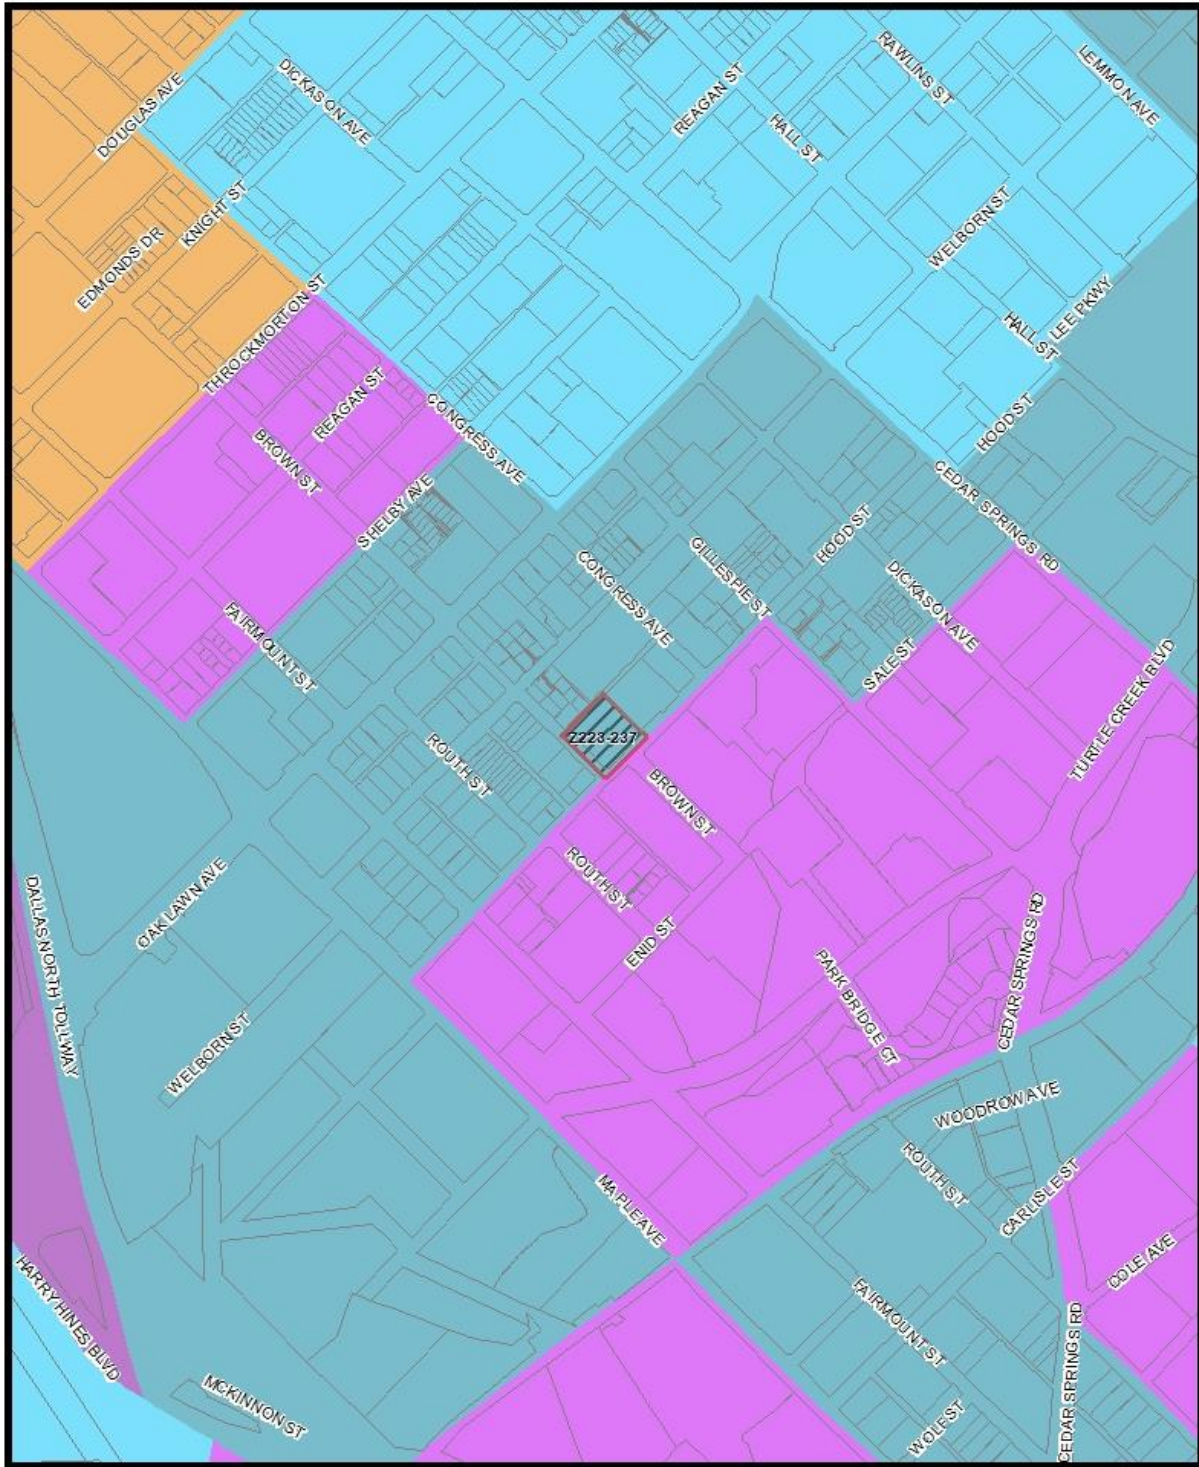 LEMMON AVE
RAWLINS ST
DICKASON AVE
REAGAN ST
DOUGLAS AVE
HALL ST
KNIGHT ST
WELBORN ST
EDMONDS DR
LEE PKWY
HALL ST
THROCKMORTON ST
REAGAN ST
HOOD ST
CONGRESS AVE
BROWN ST
CEDAR SPRINGS RD
SHELBY AVE
HOOD ST
GILLESPIE ST
CONGRESS AVE
DICKASON AVE
FAIRMOUNT ST
SALE ST
TURTLE CREEK BLVD
Z223-237
ROUTH ST
BROWN ST
ROUTH ST
OAK LAWN AVE
DALLAS NORTH TOLLWAY
ENID ST
CEDAR SPRINGS RD
PARK BRIDGE CT
WELBORN ST
WOODROW AVE
ROUTH ST
CARLISLE ST
MAPLE AVE
COLE AVE
HARRY HINES BLVD
FAIRMOUNT ST
CEDAR SPRINGS RD
MCKINNON ST
WOLF ST